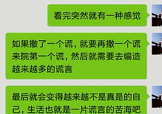 看完突然就有一种感觉
如果撒了一个谎,就要再撒一个谎
来院第一个谎,然后就需要去编造
越来越多的谎言
最后就会变得越来越不是真是的自
己,生活也就是一片谎言的苦海吧